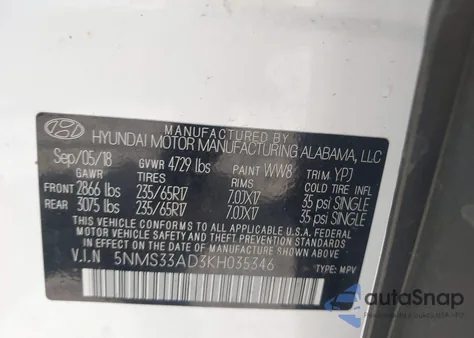 MANUFACTURED BY
HYUNDAI MOTOR MANUFACTURING ALABAMA, LLC
Sep/05/18 GVWR 4729 lbs PAINT WW8 TRIM YPJ
GAWR TIRES RIMS COLD TIRE INFL
FRONT 2866 lbs 235/65R17 7.0JX17 35 psi SINGLE
REAR 3075 lbs 235/65R17 7.0JX17 35 psi SINGLE
THIS VEHICLE CONFORMS TO ALL APPLICABLE
FEDERAL MOTOR VEHICLE SAFETY AND
THEFT PREVENTION STANDARDS IN EFFECT ON
THE DATE OF MANUFACTURE SHOWN ABOVE.
V.I.N 5NMS33AD3KH035346 TYPE: MPV
autoSnap